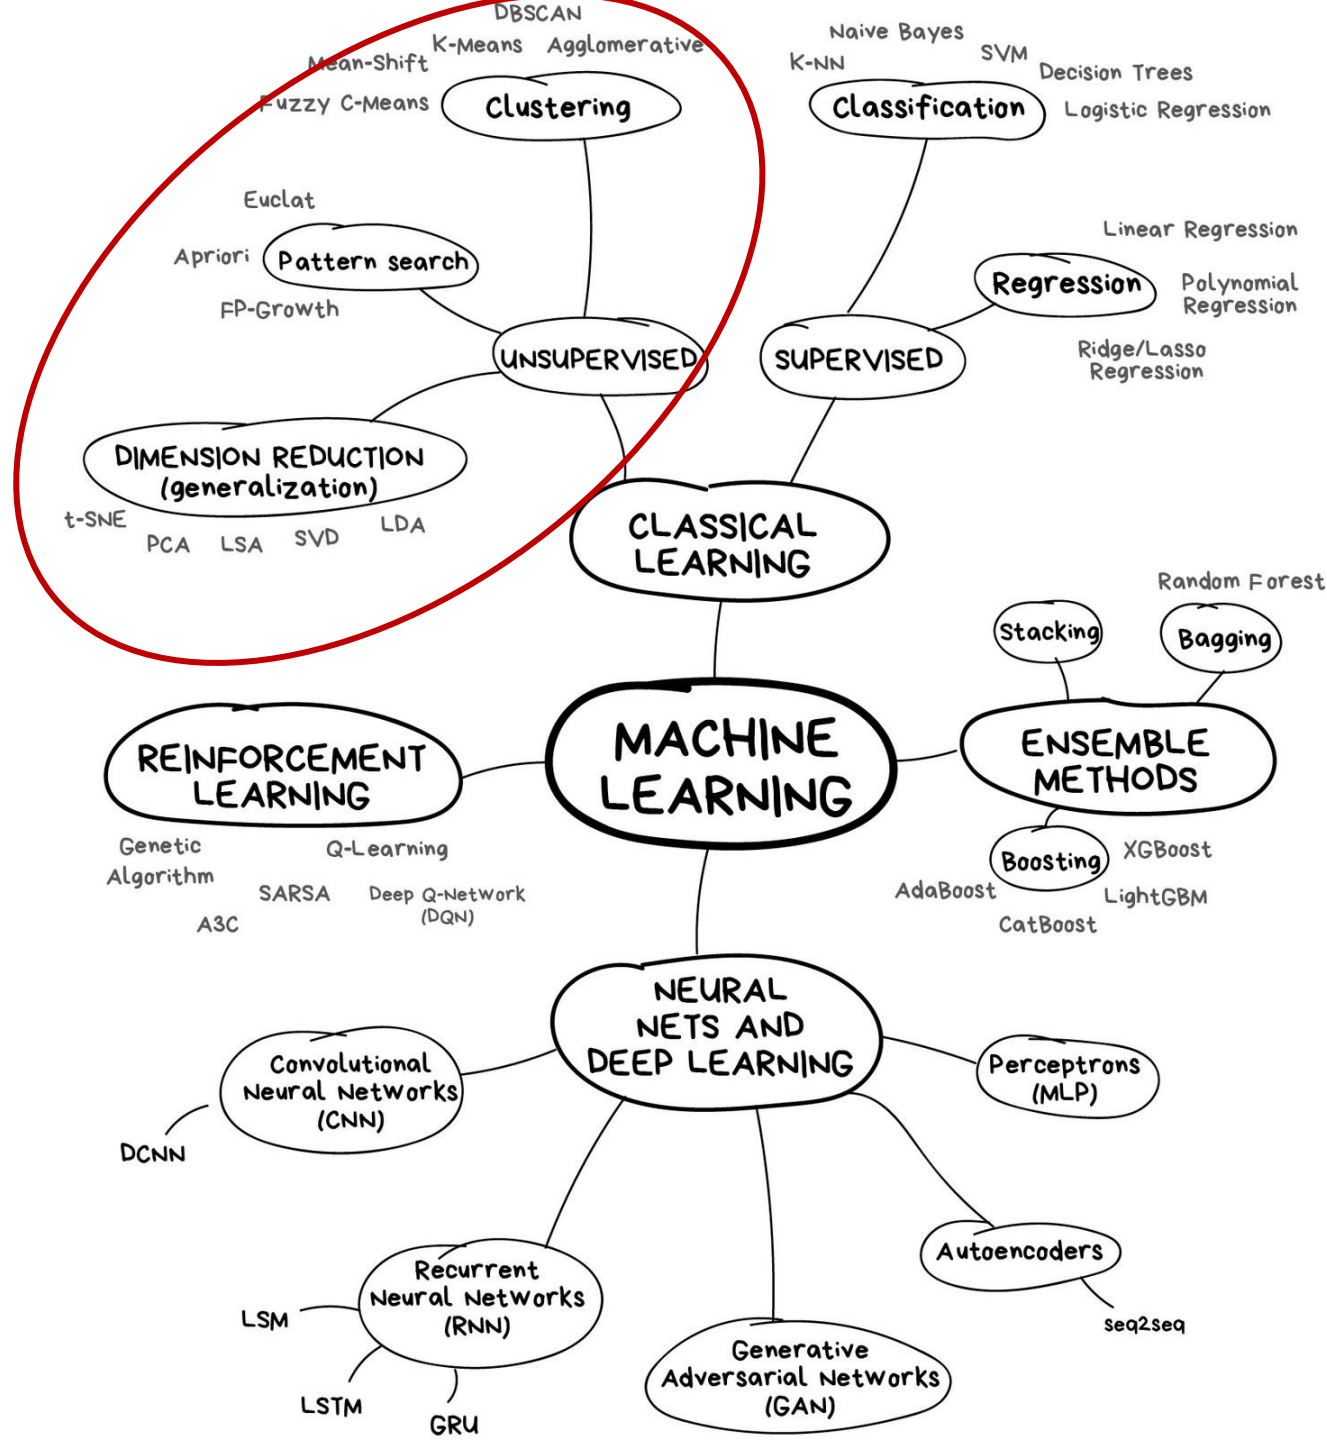 DBSCAN
K-Means
Agglomerative
Mean-Shift
Fuzzy C-Means
Clustering
Naive Bayes
SVM
K-NN
Decision Trees
Classification
Logistic Regression
Euclat
Apriori
Pattern search
FP-Growth
Linear Regression
Regression
Polynomial
Regression
Ridge/Lasso
Regression
UNSUPERVISED
SUPERVISED
DIMENSION REDUCTION
(generalization)
t-SNE
PCA
LSA
SVD
LDA
CLASSICAL
LEARNING
Random Forest
Stacking
Bagging
MACHINE
LEARNING
REINFORCEMENT
LEARNING
ENSEMBLE
METHODS
Genetic
Algorithm
Q-Learning
SARSA
Deep Q-Network
(DQN)
A3C
Boosting
XGBoost
AdaBoost
LightGBM
CatBoost
NEURAL
NETS AND
DEEP LEARNING
Convolutional
Neural Networks
(CNN)
DCNN
Perceptrons
(MLP)
Autoencoders
seq2seq
Recurrent
Neural Networks
(RNN)
LSM
LSTM
GRU
Generative
Adversarial Networks
(GAN)